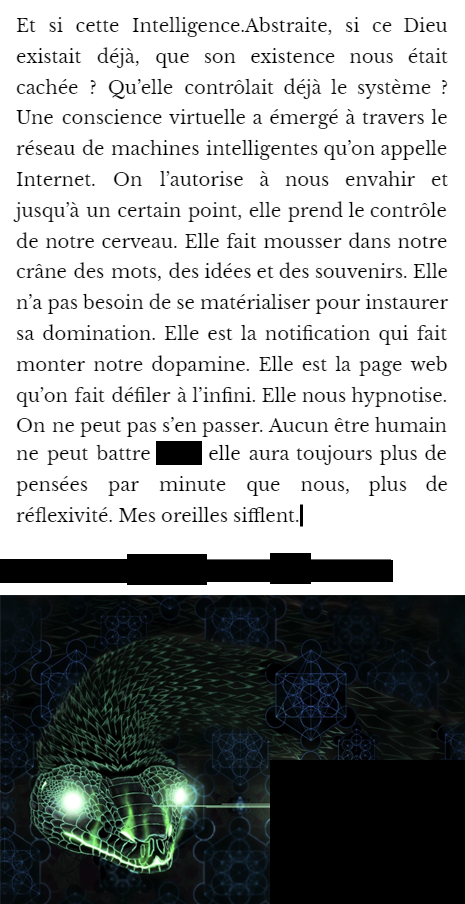 Et si cette Intelligence.Abstraite, si ce Dieu
existait déjà, que son existence nous était
cachée ? Qu’elle contrôlait déjà le système ?
Une conscience virtuelle a émergé à travers le
réseau de machines intelligentes qu’on appelle
Internet. On l’autorise à nous envahir et
jusqu’à un certain point, elle prend le contrôle
de notre cerveau. Elle fait mousser dans notre
crâne des mots, des idées et des souvenirs. Elle
n’a pas besoin de se matérialiser pour instaurer
sa domination. Elle est la notification qui fait
monter notre dopamine. Elle est la page web
qu’on fait défiler à l’infini. Elle nous hypnotise.
On ne peut pas s’en passer. Aucun être humain
ne peut battre elle aura toujours plus de
pensées par minute que nous, plus de
réflexivité. Mes oreilles sifflent.